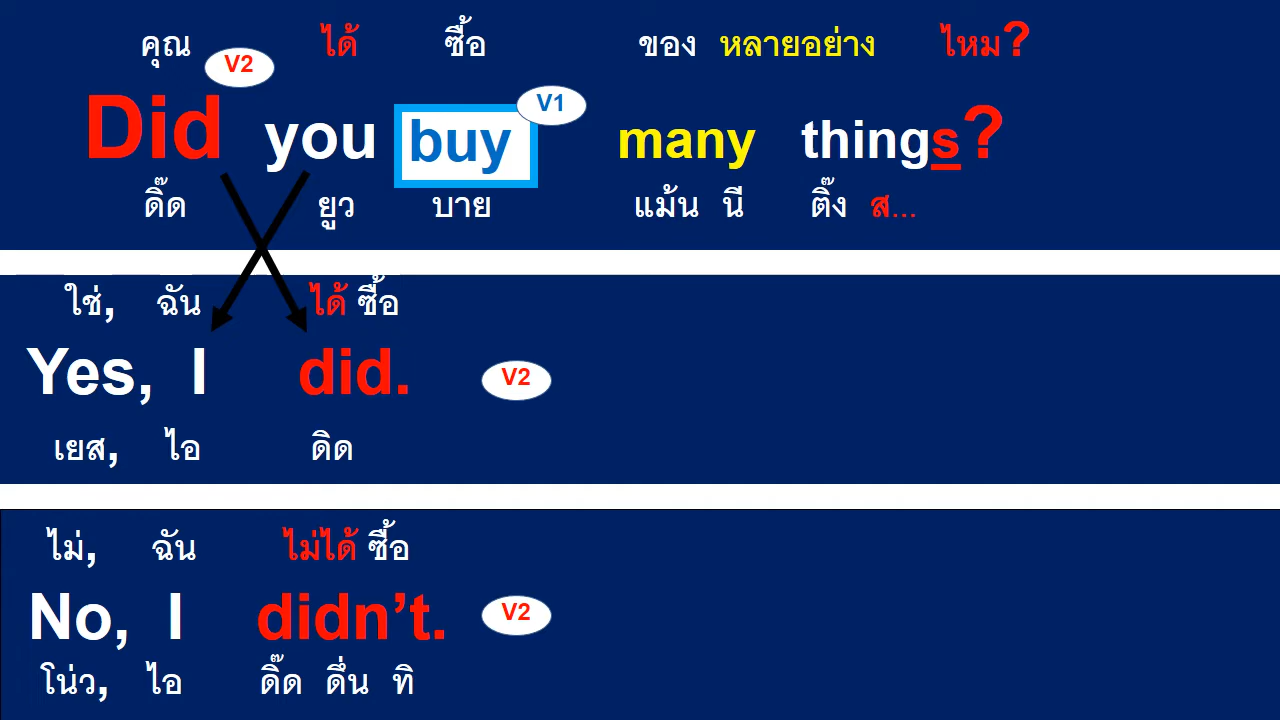 คุณ ได้ ซื้อ ของ หลายอย่าง ไหม?
V2 V1
Did you buy many things?
ดิ๊ด ยูว บาย แม้น นี ติ๊ง ส...
ใช่, ฉัน ได้ ซื้อ
Yes, I did. V2
เยส, ไอ ดิด
ไม่, ฉัน ไม่ได้ ซื้อ
No, I didn’t. V2
โน่ว, ไอ ดิ๊ด ดึ่น ทิ